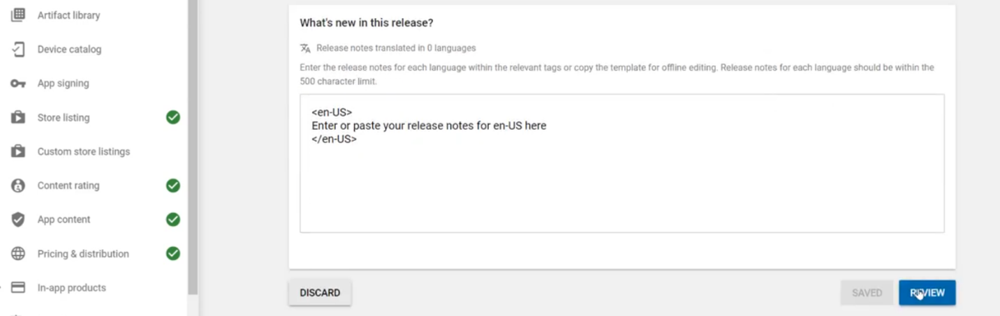 Artifact library
Device catalog
App signing
Store listing
Custom store listings
Content rating
App content
Pricing & distribution
In-app products
What's new in this release?
Release notes translated in 0 languages
Enter the release notes for each language within the relevant tags or copy the template for offline editing. Release notes for each language should be within the
500 character limit.
<en-US>
Enter or paste your release notes for en-US here
</en-US>
DISCARD
SAVED
REVIEW